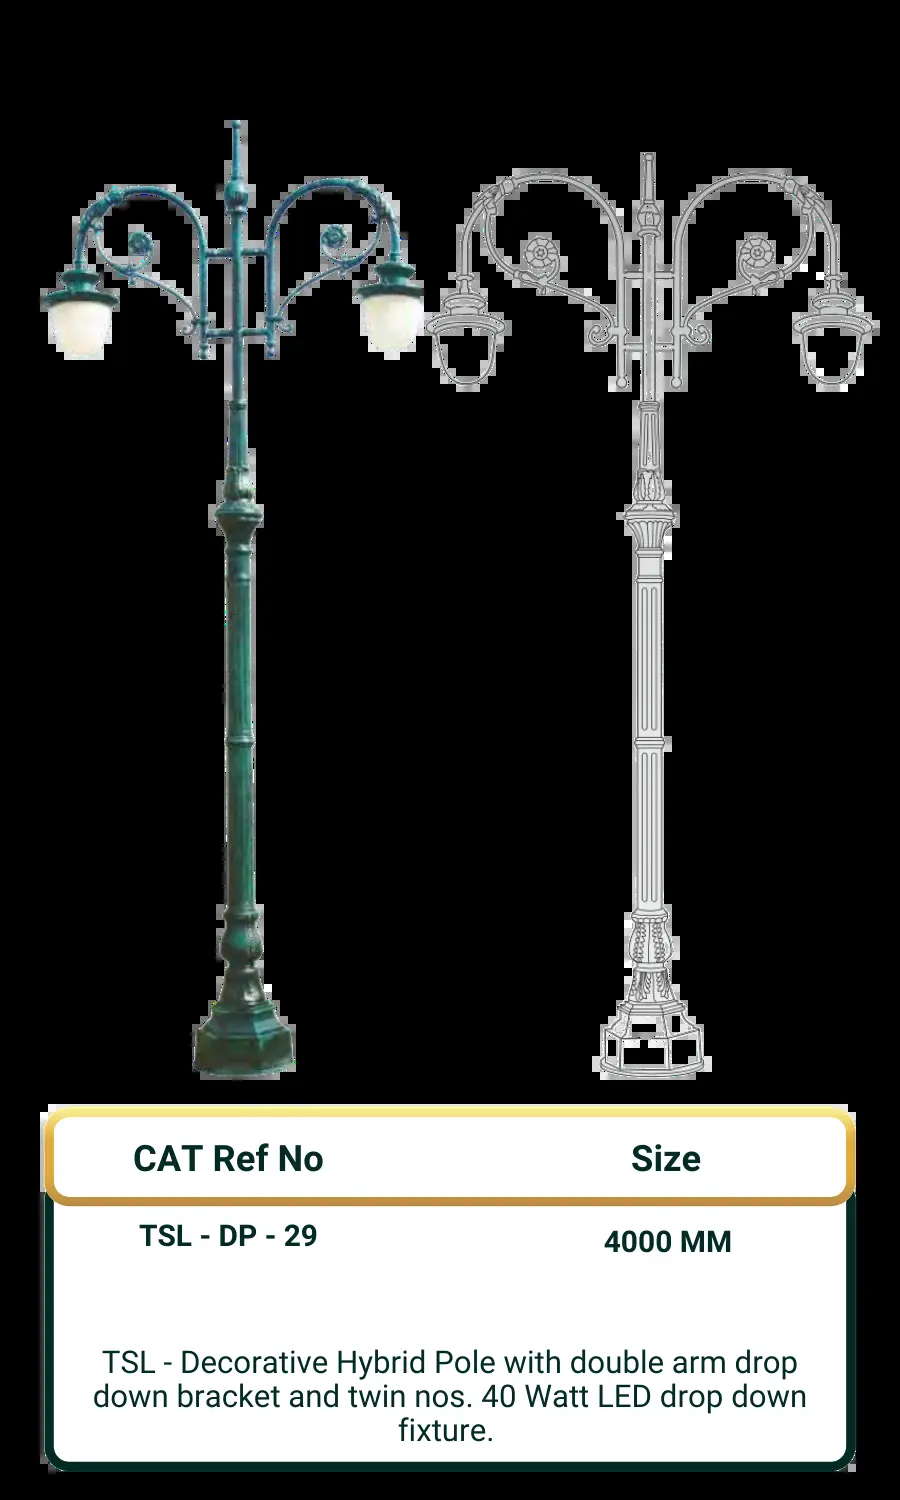 CAT Ref No Size
TSL - DP - 29 4000 MM
TSL - Decorative Hybrid Pole with double arm drop
down bracket and twin nos. 40 Watt LED drop down
fixture.